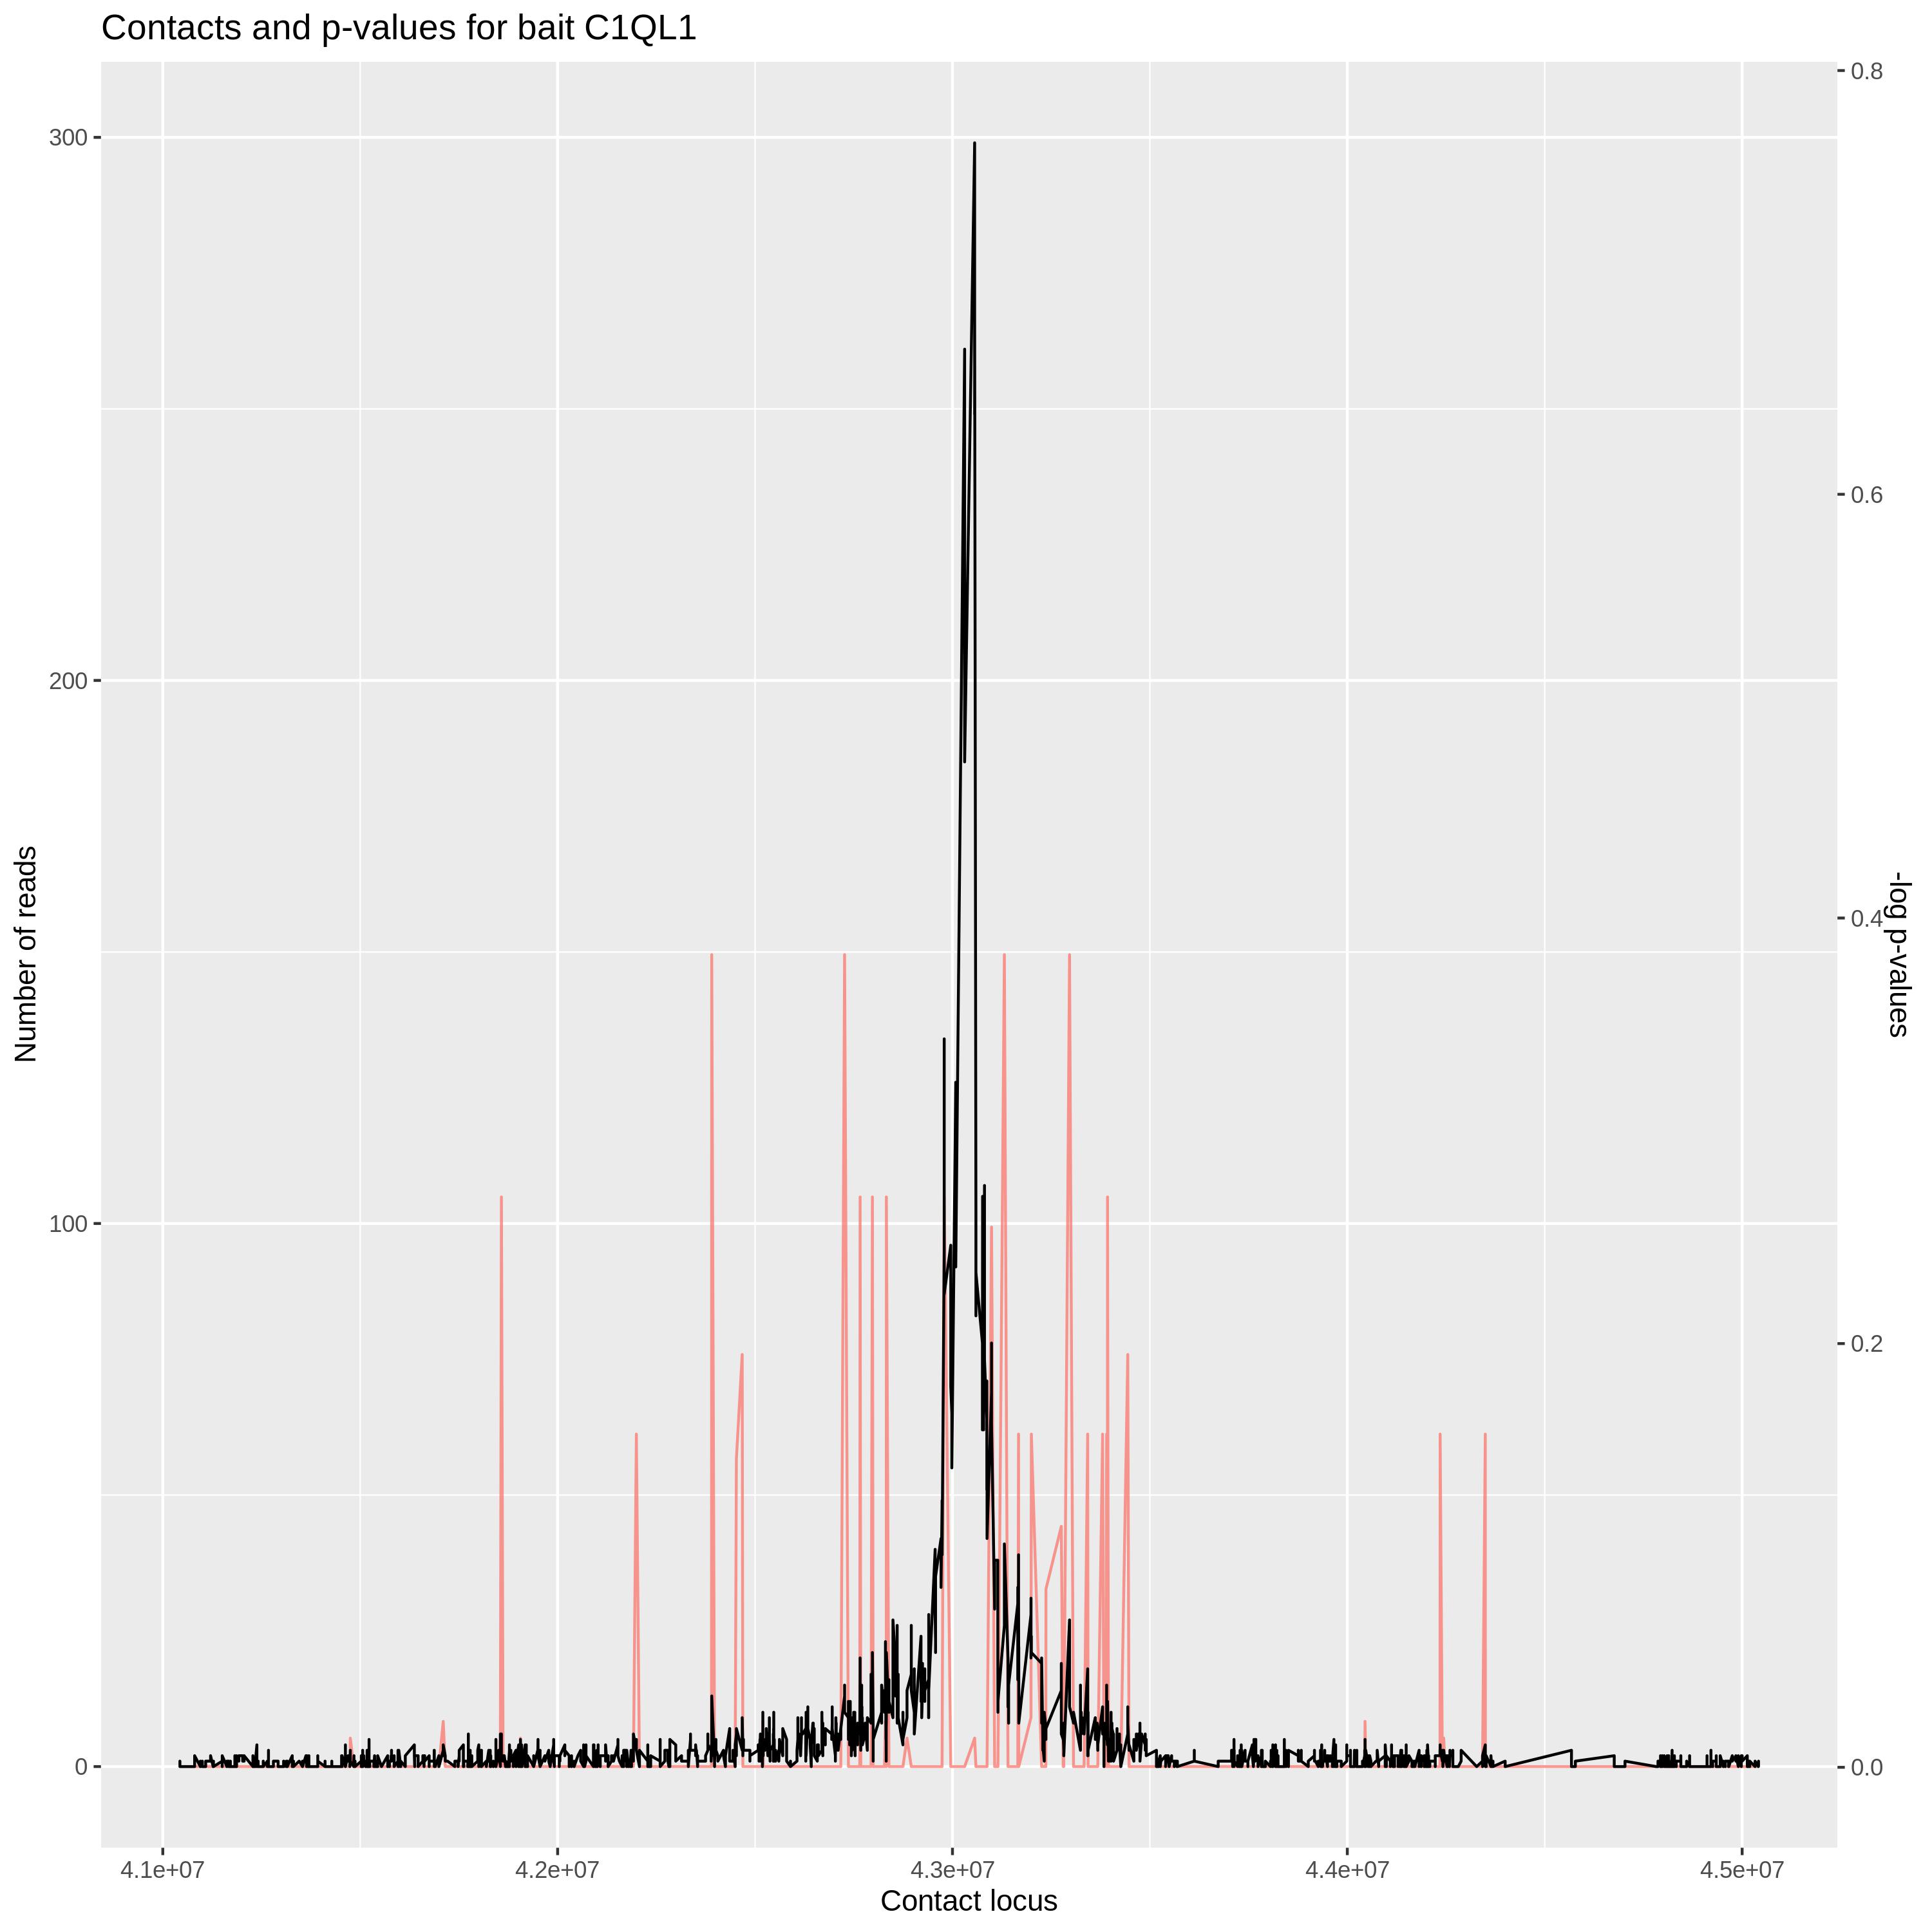 Contacts and p-values for bait C1QL1
300
200
100
0
Number of reads
0.8
0.6
0.4
0.2
0.0
-log p-values
4.1e+07
4.2e+07
4.3e+07
4.4e+07
4.5e+07
Contact locus